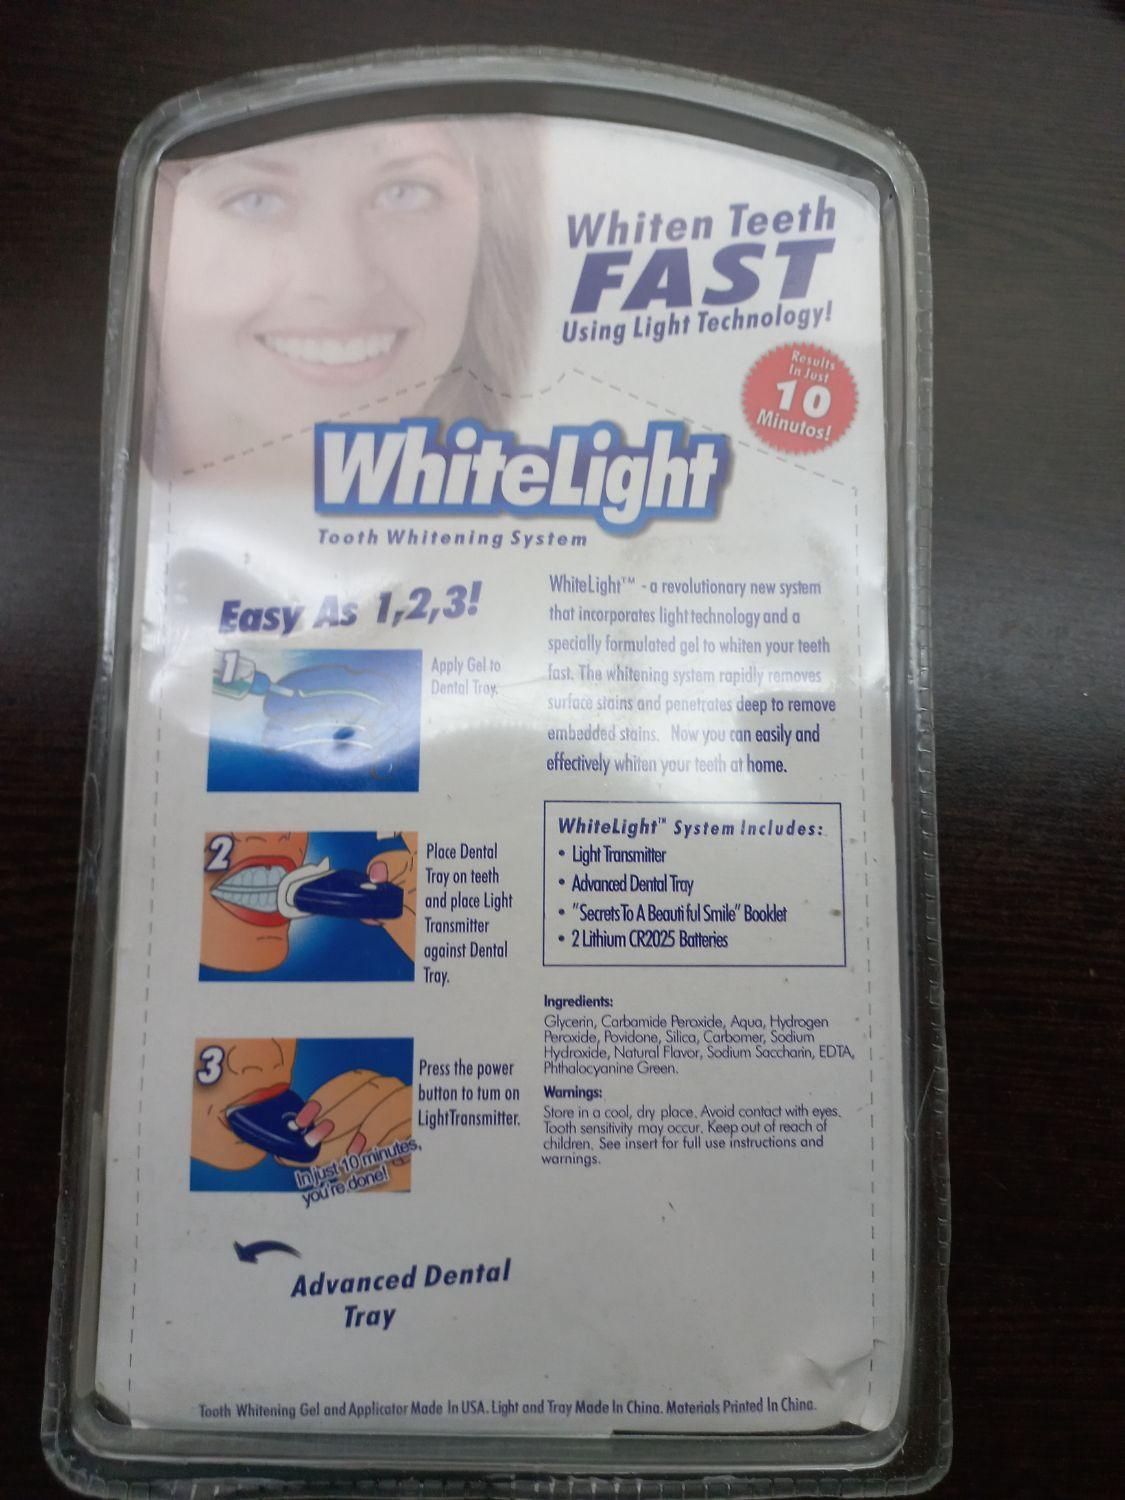 Whiten Teeth
FAST
Using Light Technology!
Results
In Just
10
Minutes!
WhiteLight
Tooth Whitening System
Easy As 1,2,3!
1
Apply Gel to
Dental Tray.
2
Place Dental
Tray on teeth
and place Light
Transmitter
against Dental
Tray.
3
Press the power
button to turn on
LightTransmitter.
In just 10 minutes,
you're done!
Advanced Dental
Tray
WhiteLight™ - a revolutionary new system
that incorporates light technology and a
specially formulated gel to whiten your teeth
fast. The whitening system rapidly removes
surface stains and penetrates deep to remove
embedded stains. Now you can easily and
effectively whiten your teeth at home.
WhiteLight™ System Includes:
• Light Transmitter
• Advanced Dental Tray
• "Secrets To A Beauti ful Smile" Booklet
• 2 Lithium CR2025 Batteries
Ingredients:
Glycerin, Carbamide Peroxide, Aqua, Hydrogen
Peroxide, Povidone, Silica, Carbomer, Sodium
Hydroxide, Natural Flavor, Sodium Saccharin, EDTA,
Phthalocyanine Green.
Warnings:
Store in a cool, dry place. Avoid contact with eyes.
Tooth sensitivity may occur. Keep out of reach of
children. See insert for full use instructions and
warnings.
Tooth Whitening Gel and Applicator Made In USA. Light and Tray Made In China. Materials Printed In China.